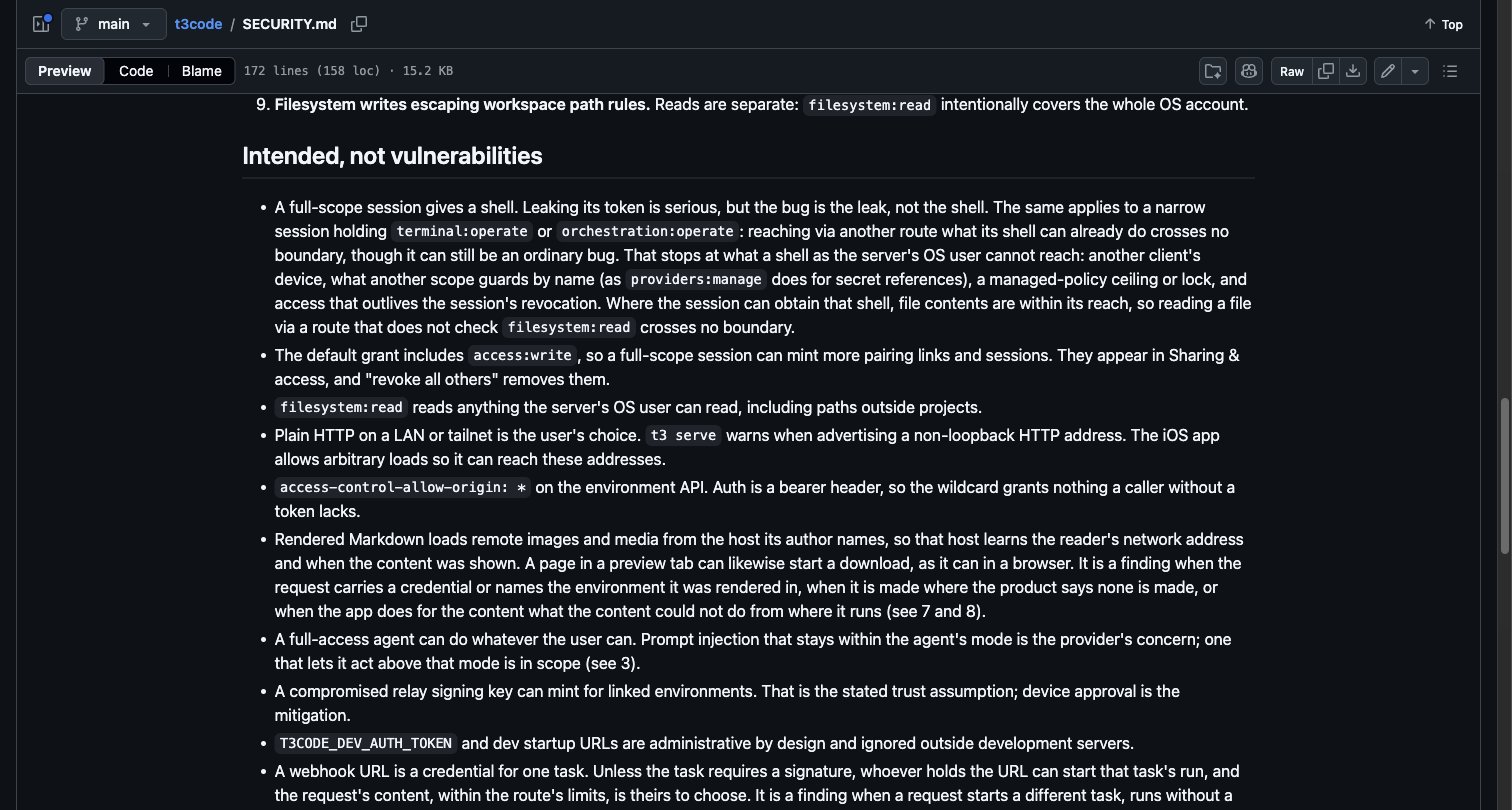 main
t3code / SECURITY.md
Top
Preview Code Blame 172 lines (158 loc) · 15.2 KB
Raw
9. Filesystem writes escaping workspace path rules. Reads are separate: filesystem:read intentionally covers the whole OS account.
Intended, not vulnerabilities
• A full-scope session gives a shell. Leaking its token is serious, but the bug is the leak, not the shell. The same applies to a narrow
session holding terminal:operate or orchestration:operate: reaching via another route what its shell can already do crosses no
boundary, though it can still be an ordinary bug. That stops at what a shell as the server's OS user cannot reach: another client's
device, what another scope guards by name (as providers:manage does for secret references), a managed-policy ceiling or lock, and
access that outlives the session's revocation. Where the session can obtain that shell, file contents are within its reach, so reading a file
via a route that does not check filesystem:read crosses no boundary.
• The default grant includes access:write, so a full-scope session can mint more pairing links and sessions. They appear in Sharing &
access, and "revoke all others" removes them.
• filesystem:read reads anything the server's OS user can read, including paths outside projects.
• Plain HTTP on a LAN or tailnet is the user's choice. t3 serve warns when advertising a non-loopback HTTP address. The iOS app
allows arbitrary loads so it can reach these addresses.
• access-control-allow-origin: * on the environment API. Auth is a bearer header, so the wildcard grants nothing a caller without a
token lacks.
• Rendered Markdown loads remote images and media from the host its author names, so that host learns the reader's network address
and when the content was shown. A page in a preview tab can likewise start a download, as it can in a browser. It is a finding when the
request carries a credential or names the environment it was rendered in, when it is made where the product says none is made, or
when the app does for the content what the content could not do from where it runs (see 7 and 8).
• A full-access agent can do whatever the user can. Prompt injection that stays within the agent's mode is the provider's concern; one
that lets it act above that mode is in scope (see 3).
• A compromised relay signing key can mint for linked environments. That is the stated trust assumption; device approval is the
mitigation.
• T3CODE_DEV_AUTH_TOKEN and dev startup URLs are administrative by design and ignored outside development servers.
• A webhook URL is a credential for one task. Unless the task requires a signature, whoever holds the URL can start that task's run, and
the request's content, within the route's limits, is theirs to choose. It is a finding when a request starts a different task, runs without a